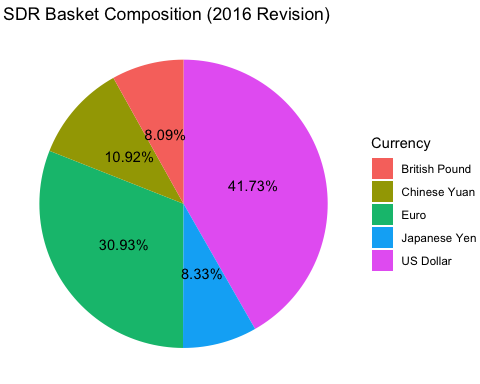 SDR Basket Composition (2016 Revision)
8.09%
10.92%
41.73%
30.93%
8.33%
Currency
British Pound
Chinese Yuan
Euro
Japanese Yen
US Dollar